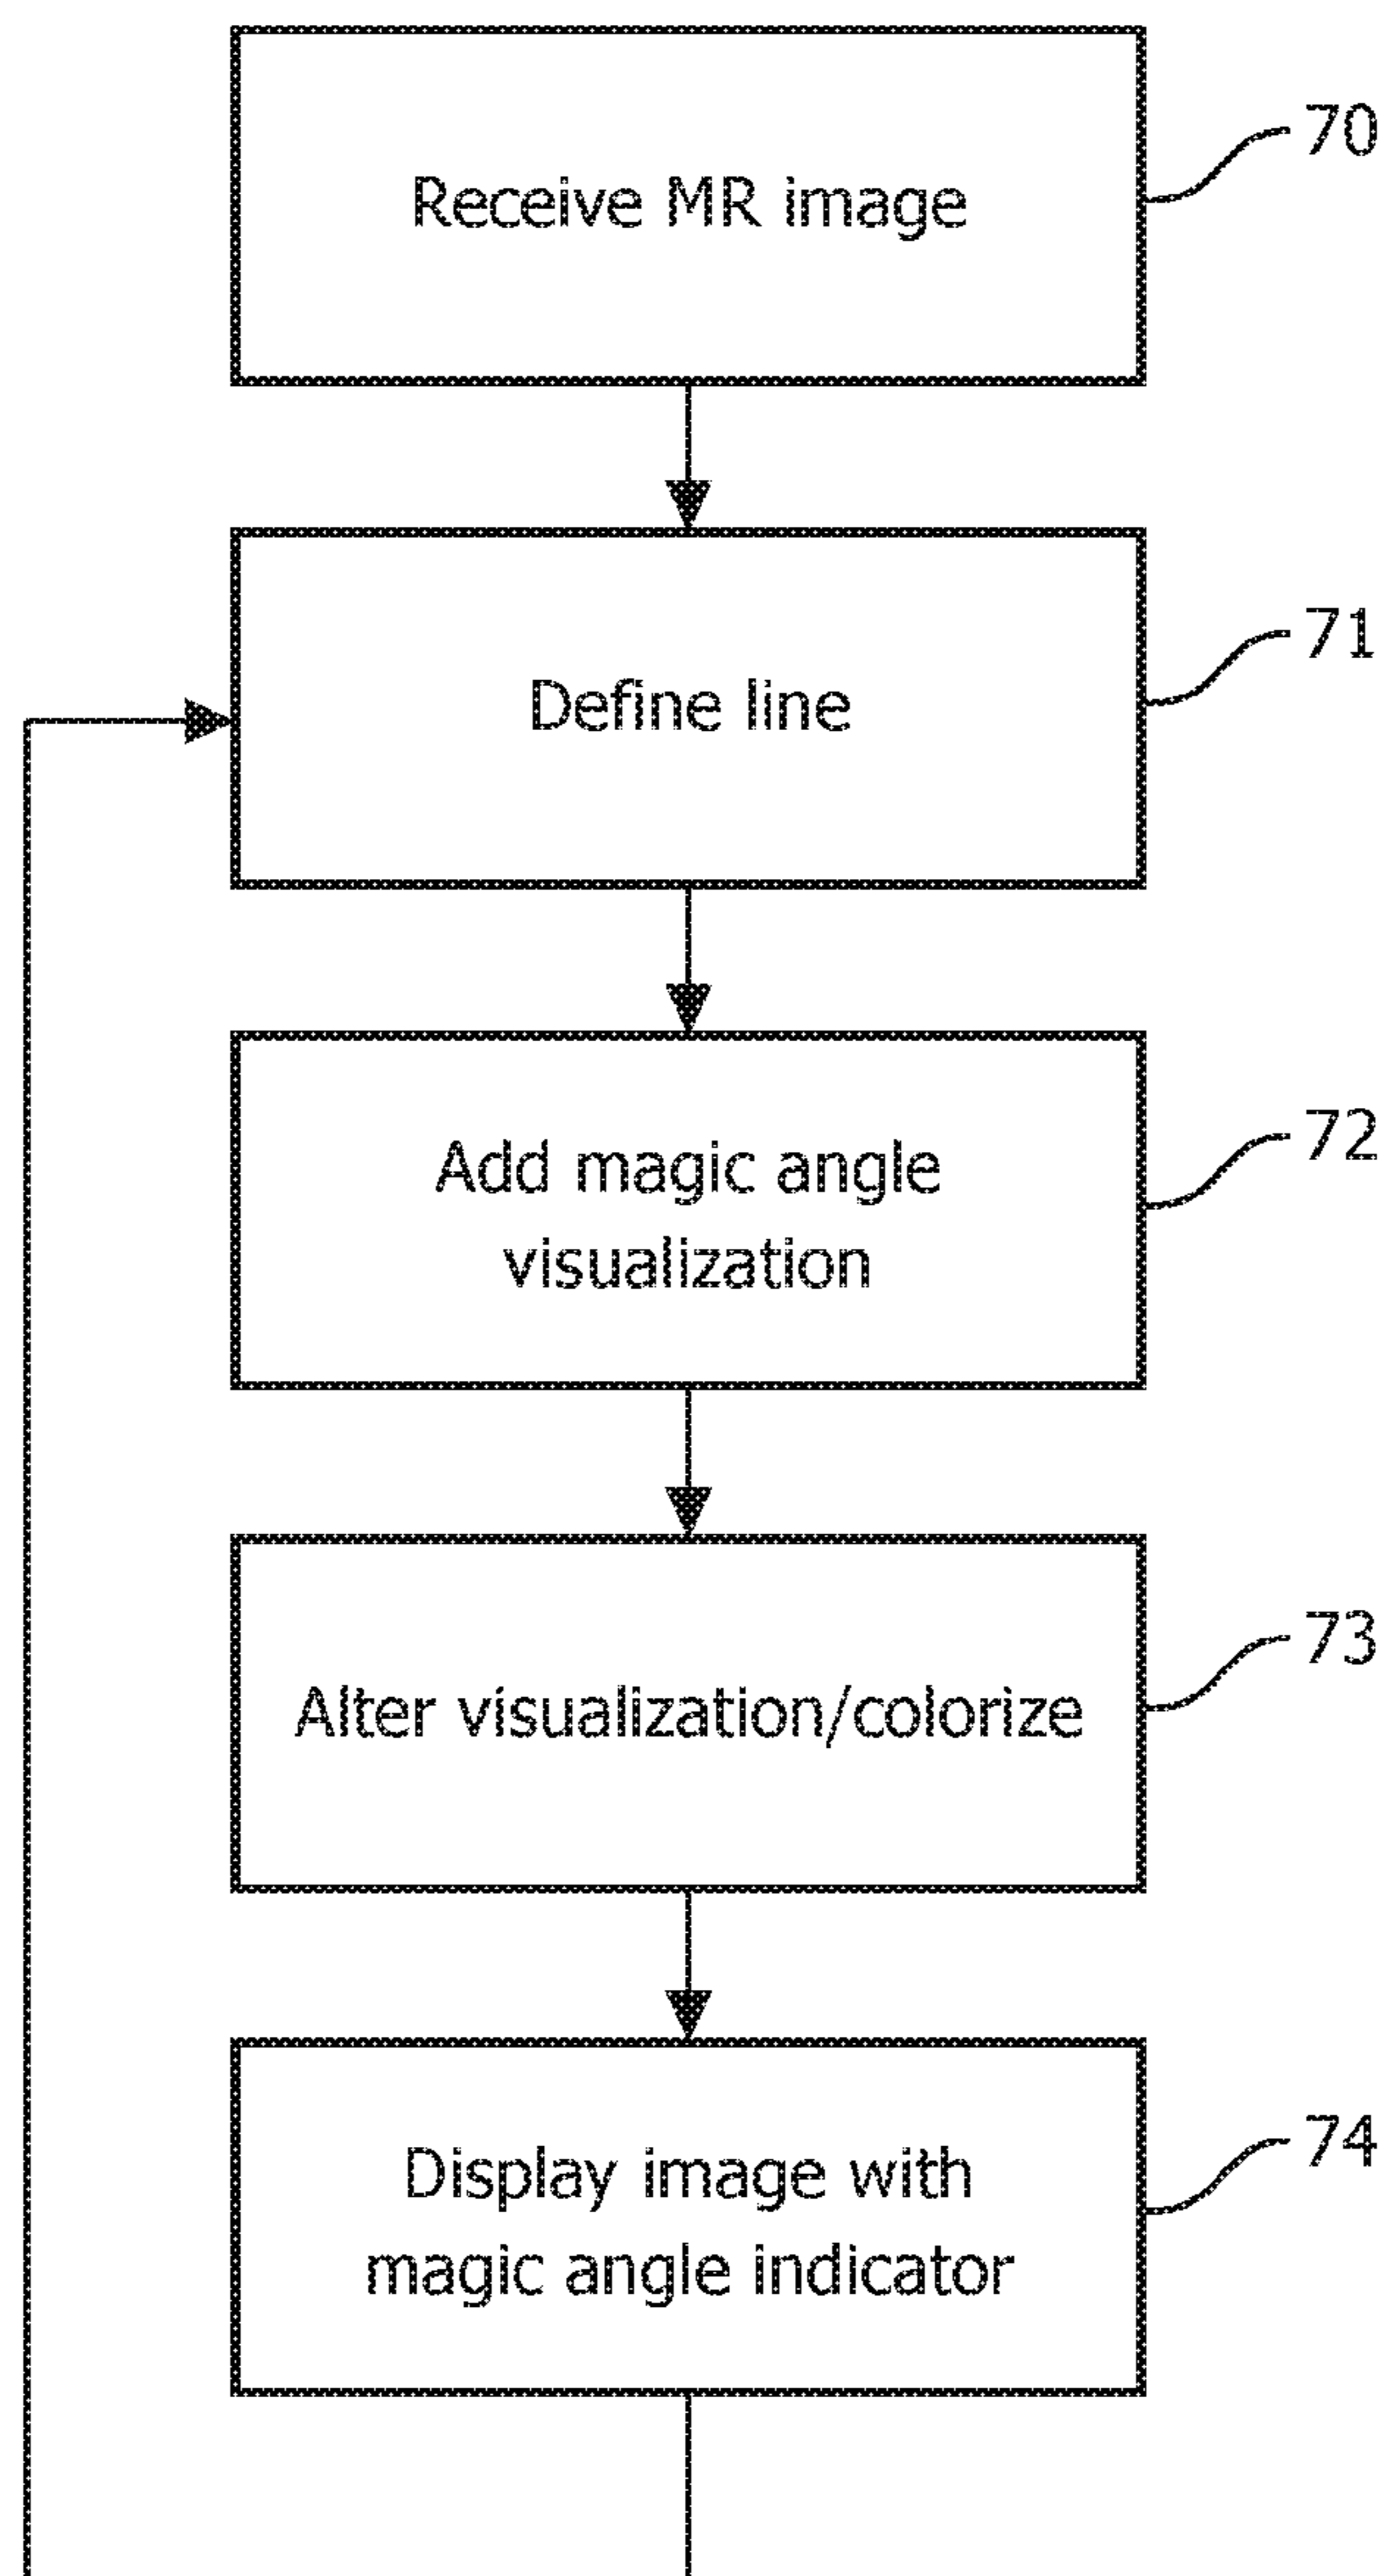 Receive MR image
70
Define line
71
Add magic angle
visualization
72
Alter visualization/colorize
73
Display image with
magic angle indicator
74